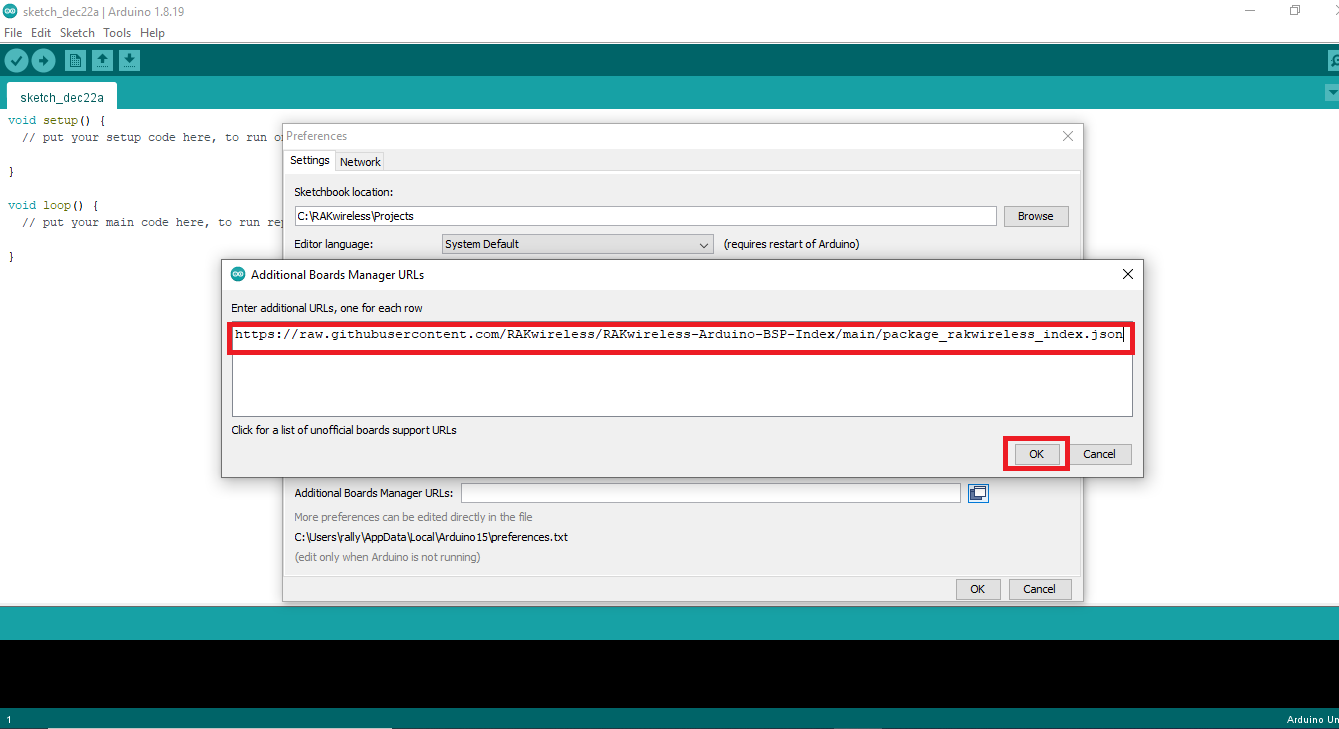 sketch_dec22a | Arduino 1.8.19
File Edit Sketch Tools Help
sketch_dec22a
void setup() {
// put your setup code here, to run
}
void loop() {
// put your main code here, to run
}
Preferences
Settings Network
Sketchbook location:
C:\RAKwireless\Projects Browse
Editor language: System Default (requires restart of Arduino)
Additional Boards Manager URLs
Enter additional URLs, one for each row
https://raw.githubusercontent.com/RAKwireless/RAKwireless-Arduino-BSP-Index/main/package_rakwireless_index.json
Click for a list of unofficial boards support URLs
OK Cancel
Additional Boards Manager URLs:
More preferences can be edited directly in the file
C:\Users\rally\AppData\Local\Arduino15\preferences.txt
(edit only when Arduino is not running)
OK Cancel
1 Arduino Un